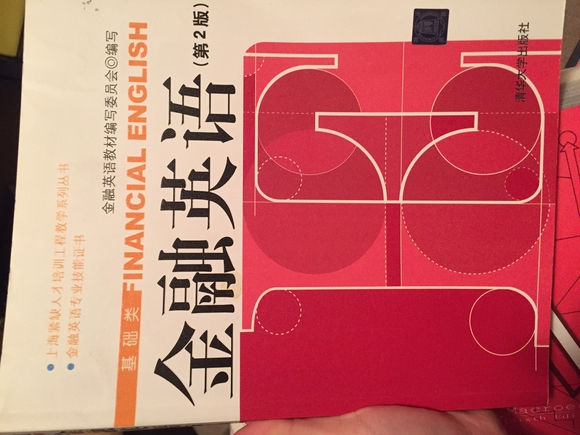 ● 上海紧缺人才培训工程教学系列丛书
● 金融英语专业技能证书
金融英语教材编写委员会◎编写
基础类 FINANCIAL ENGLISH
金融英语(第2版)
清华大学出版社
Macroe